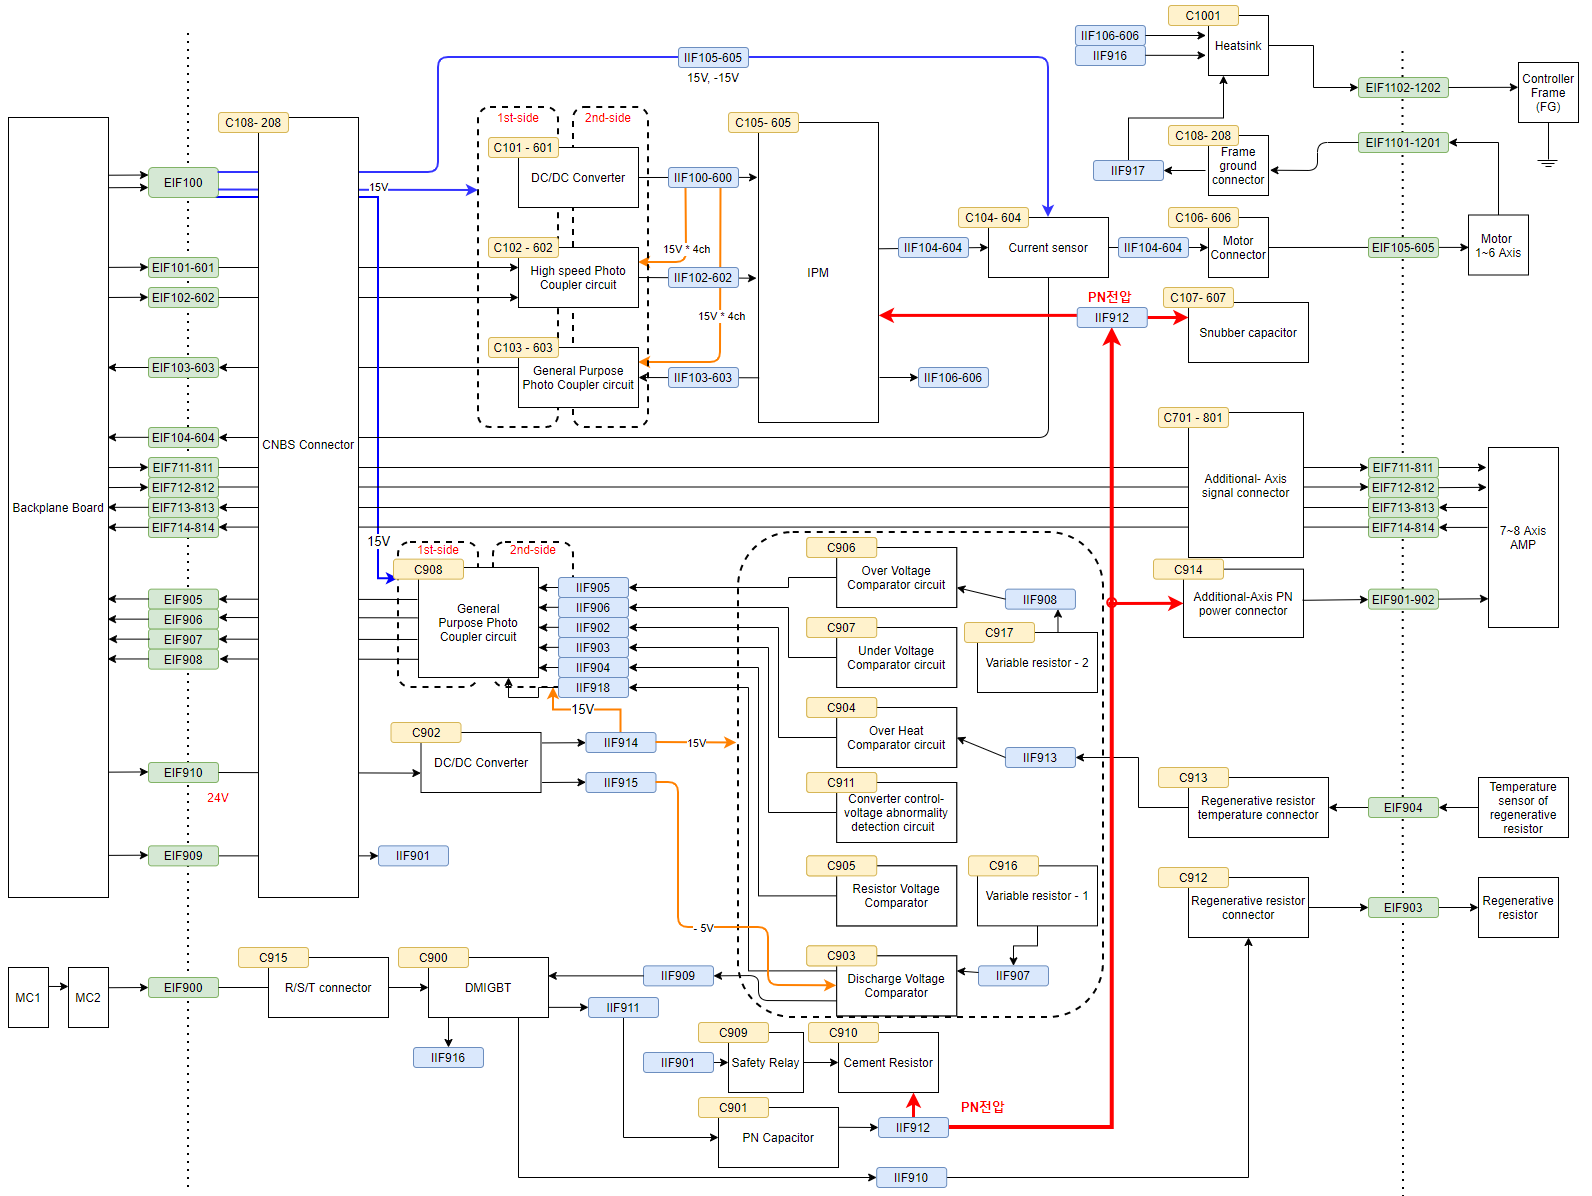 C1001
IIF106-606
Heatsink
IIF916
IIF105-605
15V, -15V
EIF1102-1202
Controller
Frame
(FG)
C108- 208
1st-side
2nd-side
C105- 605
C108- 208
Frame
ground
connector
EIF1101-1201
IIF917
C101 - 601
DC/DC Converter
IIF100-600
EIF100
15V
C104- 604
Current sensor
C106- 606
Motor
Connector
Motor
1~6 Axis
IIF104-604
IIF104-604
EIF105-605
C102 - 602
High speed Photo
Coupler circuit
15V * 4ch
IIF102-602
IPM
EIF101-601
EIF102-602
15V * 4ch
PN전압
IIF912
C107- 607
Snubber capacitor
C103 - 603
General Purpose
Photo Coupler circuit
IIF103-603
IIF106-606
EIF103-603
EIF104-604
CNBS Connector
C701 - 801
Additional- Axis
signal connector
EIF711-811
EIF712-812
EIF713-813
EIF714-814
EIF711-811
EIF712-812
EIF713-813
EIF714-814
Backplane Board
7~8 Axis
AMP
15V
1st-side
2nd-side
C908
General
Purpose Photo
Coupler circuit
IIF905
IIF906
IIF902
IIF903
IIF904
IIF918
C906
Over Voltage
Comparator circuit
IIF908
C914
Additional-Axis PN
power connector
EIF901-902
EIF905
EIF906
EIF907
EIF908
C907
Under Voltage
Comparator circuit
C917
Variable resistor - 2
15V
C902
DC/DC Converter
IIF914
15V
IIF915
C904
Over Heat
Comparator circuit
IIF913
EIF910
24V
C911
Converter control-
voltage abnormality
detection circuit
C913
Regenerative resistor
temperature connector
EIF904
Temperature
sensor of
regenerative
resistor
EIF909
IIF901
C905
Resistor Voltage
Comparator
C916
Variable resistor - 1
C912
Regenerative resistor
connector
EIF903
Regenerative
resistor
- 5V
C903
Discharge Voltage
Comparator
IIF907
MC1
MC2
EIF900
C915
R/S/T connector
C900
DMIGBT
IIF909
IIF911
IIF916
C909
Safety Relay
IIF901
C910
Cement Resistor
C901
PN Capacitor
IIF912
PN전압
IIF910